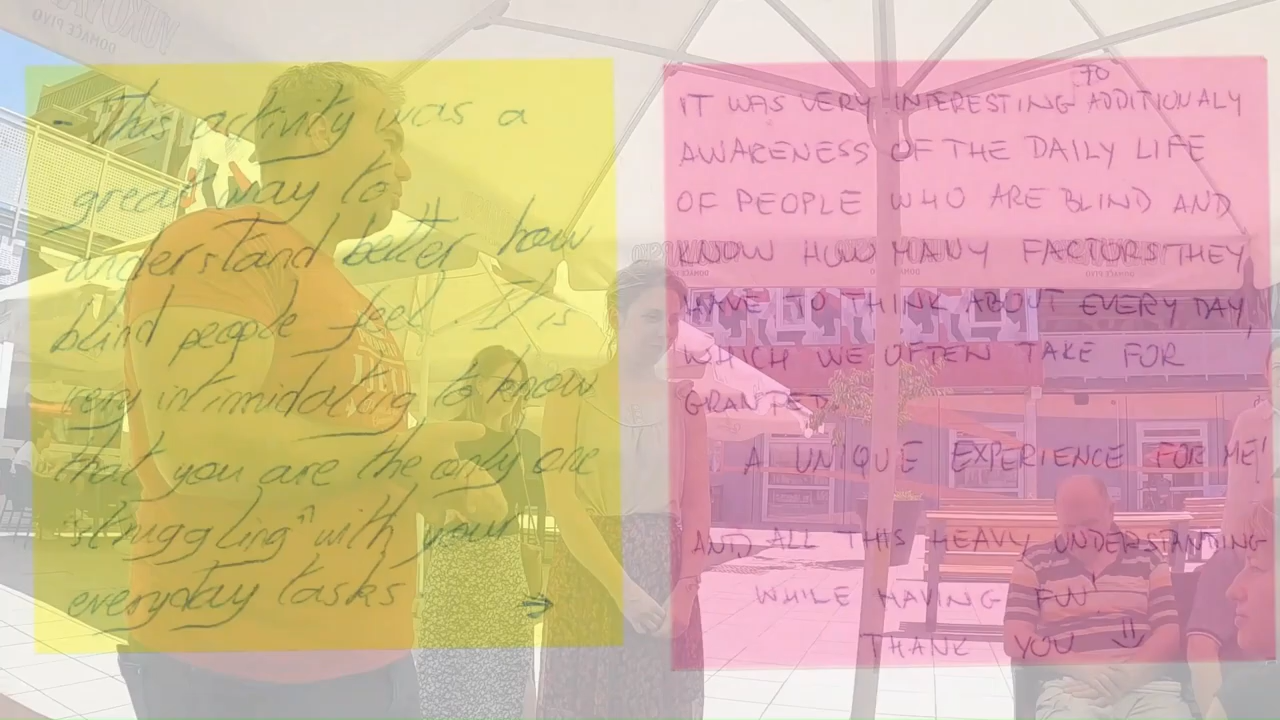 - This activity was a
great way to
understand better how
blind people feel. It is
very intimidating to know
that you are the only one
"struggling" with your
everyday tasks.
⇒
TO
IT WAS VERY INTERESTING ADDITIONALY
AWARENESS OF THE DAILY LIFE
OF PEOPLE WHO ARE BLIND AND
KNOW HOW MANY FACTORS THEY
HAVE TO THINK ABOUT EVERY DAY,
WHICH WE OFTEN TAKE FOR
GRANTED.
A UNIQUE EXPERIENCE FOR ME!
AND ALL THIS HEAVY UNDERSTANDING
WHILE HAVING FUN!
THANK YOU ⇓
DOMAĆE PIVO